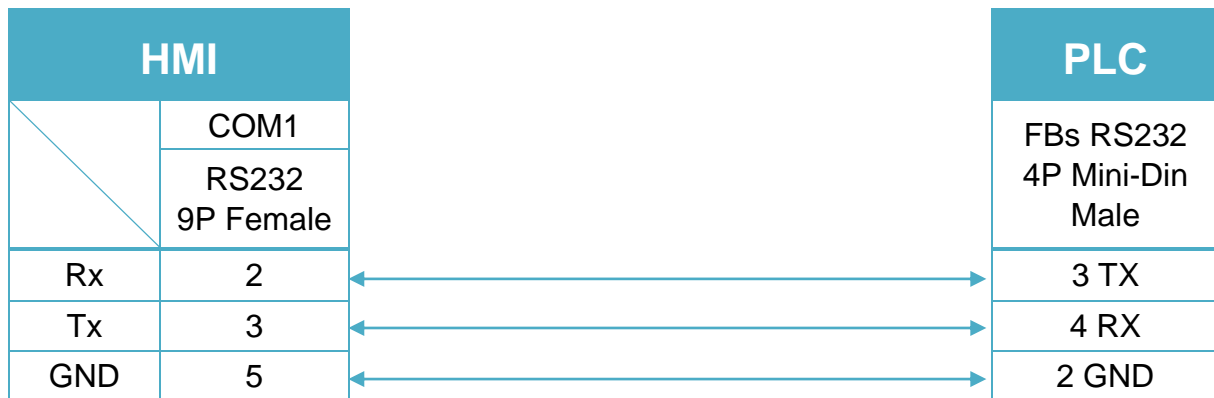 HMI
PLC
COM1
RS232
9P Female
FBs RS232
4P Mini-Din
Male
Rx 2 3 TX
Tx 3 4 RX
GND 5 2 GND